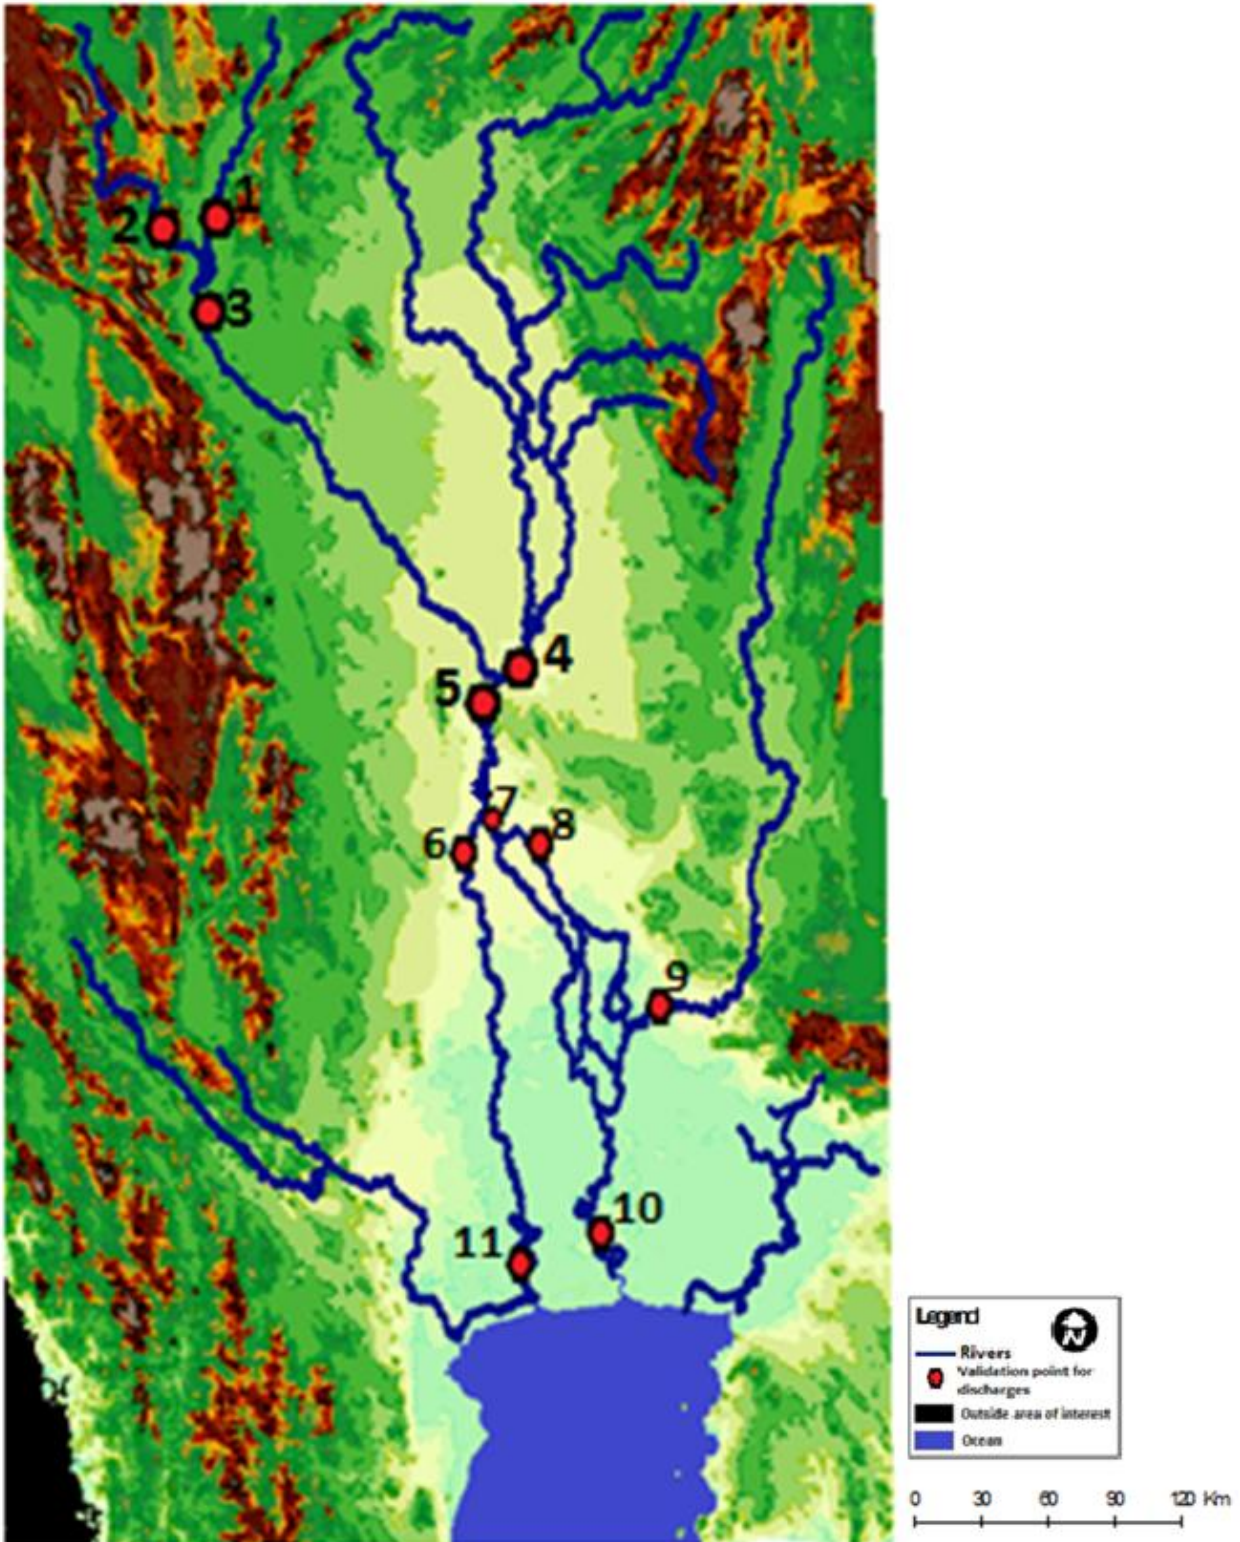 1
2
3
4
5
7
8
6
9
10
11
Legend
N
Rivers
Validation point for
discharges
Outside area of interest
Ocean
0 30 60 90 120 Km